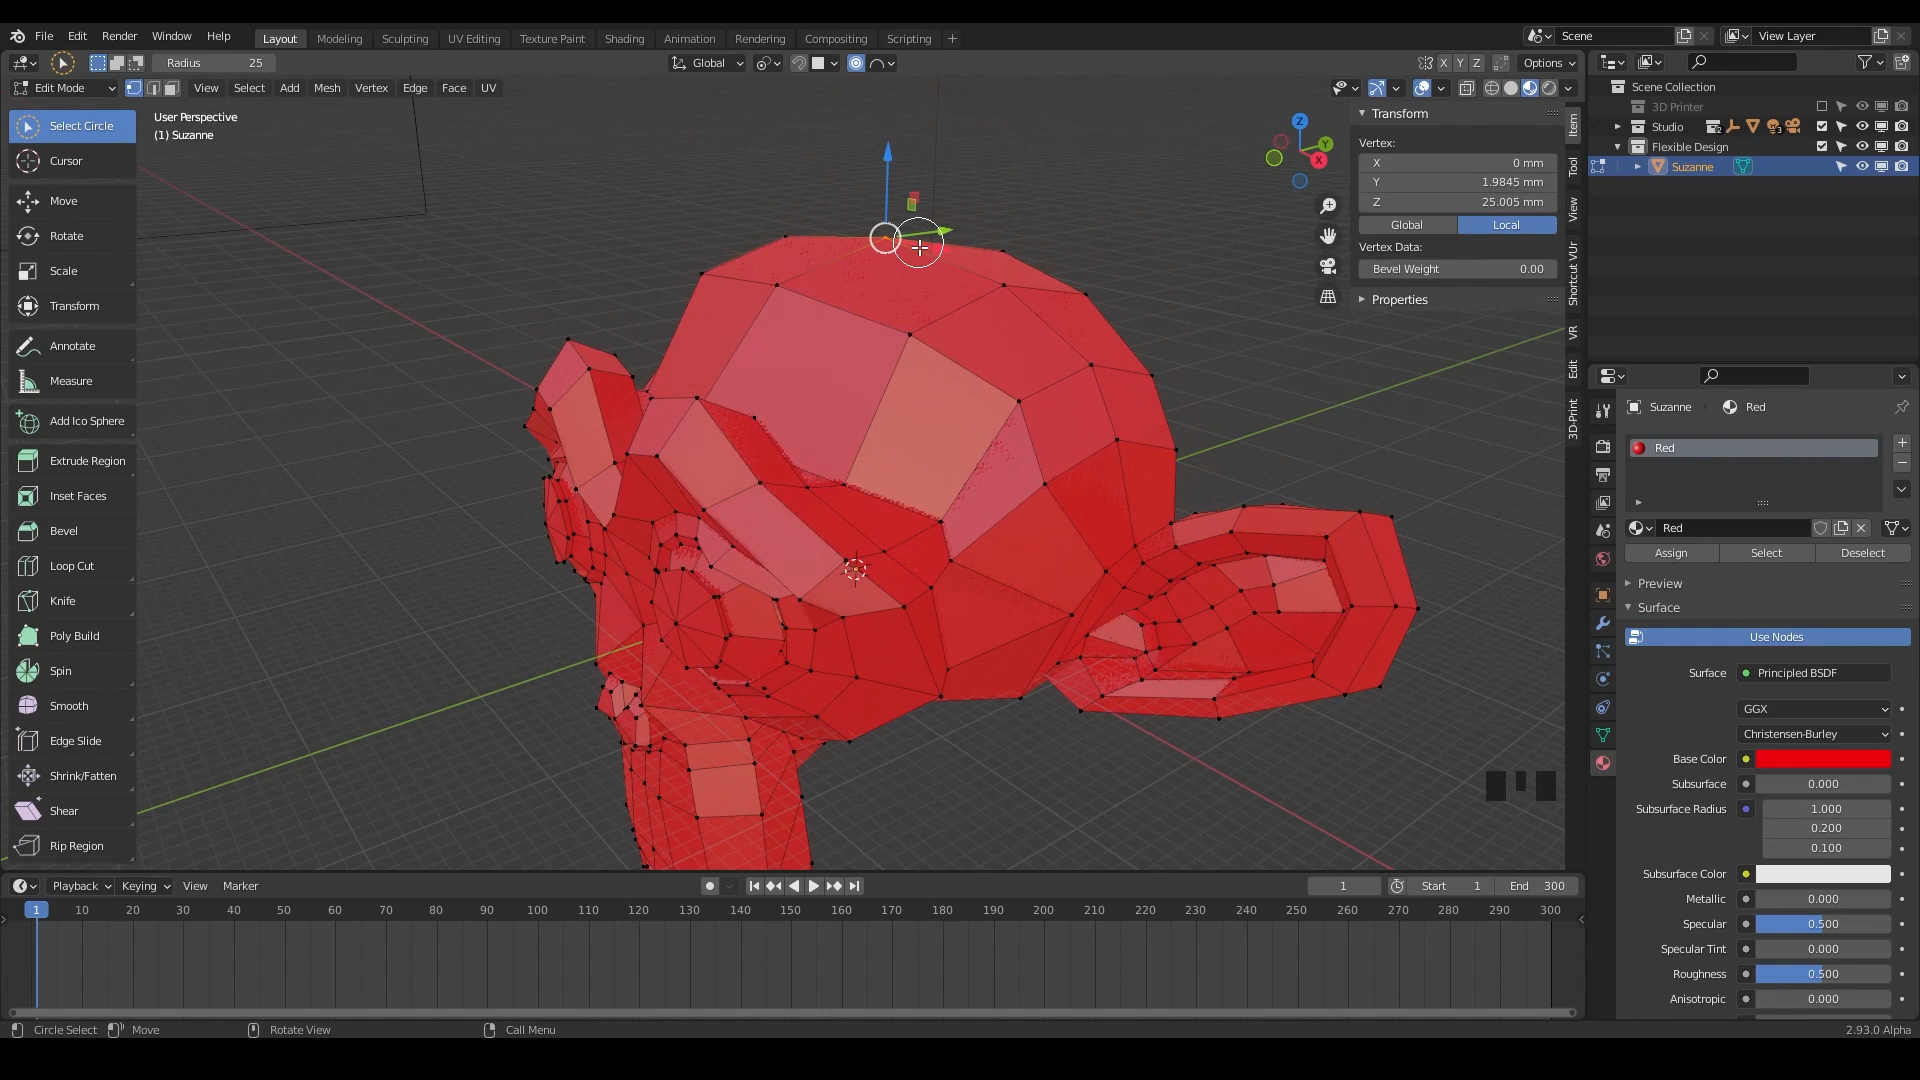 File Edit Render Window Help Layout Modeling Sculpting UV Editing Texture Paint Shading Animation Rendering Compositing Scripting + Scene View Layer
Radius 25 Global X Y Z Options
Edit Mode View Select Add Mesh Vertex Edge Face UV
Select Circle
Cursor
Move
Rotate
Scale
Transform
Annotate
Measure
Add Ico Sphere
Extrude Region
Inset Faces
Bevel
Loop Cut
Knife
Poly Build
Spin
Smooth
Edge Slide
Shrink/Fatten
Shear
Rip Region
User Perspective
(1) Suzanne
Z
Y
X
Transform
Vertex:
X 0 mm
Y 1.9845 mm
Z 25.005 mm
Global Local
Vertex Data:
Bevel Weight 0.00
Properties
Item
Tool
View
Shortcut VUr
VR
Edit
3D-Print
Scene Collection
3D Printer
Studio 2 3
Flexible Design
Suzanne
Suzanne Red
Red
Red
Assign Select Deselect
Preview
Surface
Use Nodes
Surface Principled BSDF
GGX
Christensen-Burley
Base Color
Subsurface 0.000
Subsurface Radius 1.000
0.200
0.100
Subsurface Color
Metallic 0.000
Specular 0.500
Specular Tint 0.000
Roughness 0.500
Anisotropic 0.000
Playback Keying View Marker 1 Start 1 End 300
1 10 20 30 40 50 60 70 80 90 100 110 120 130 140 150 160 170 180 190 200 210 220 230 240 250 260 270 280 290 300
Circle Select Move Rotate View Call Menu 2.93.0 Alpha